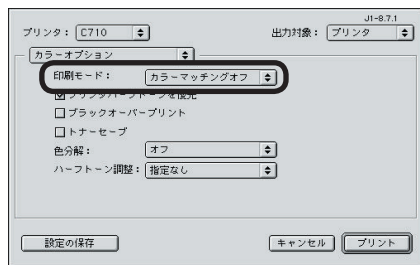 J1-8.7.1
プリンタ： C710 出力対象： プリンタ
カラーオプション
印刷モード： カラーマッチングオフ
プリンタハーフトーンを優先
ブラックオーバープリント
トナーセーブ
色分解： オフ
ハーフトーン調整： 指定なし
設定の保存 キャンセル プリント